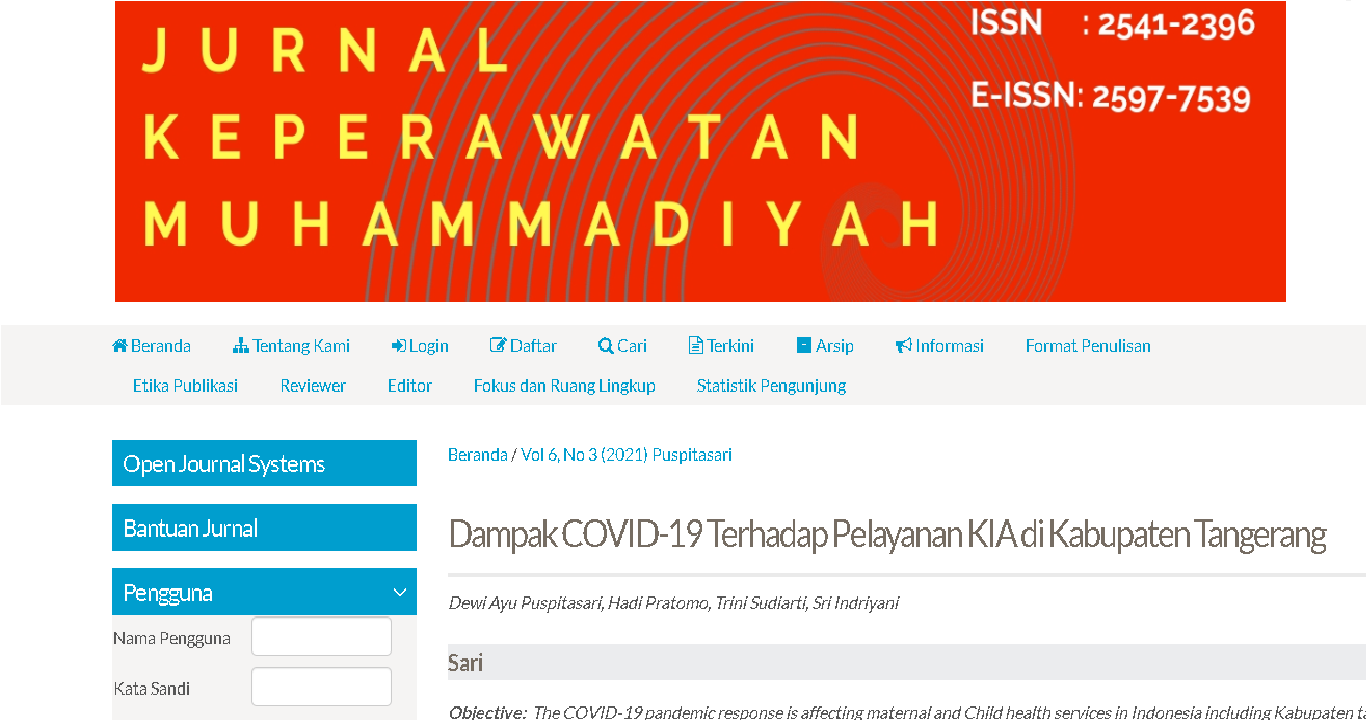 JURNAL
KEPERAWATAN
MUHAMMADIYAH
ISSN : 2541-2396
E-ISSN: 2597-7539
Beranda Tentang Kami Login Daftar Cari Terkini Arsip Informasi Format Penulisan
Etika Publikasi Reviewer Editor Fokus dan Ruang Lingkup Statistik Pengunjung
Open Journal Systems
Bantuan Jurnal
Pengguna
Nama Pengguna
Kata Sandi
Beranda / Vol 6, No 3 (2021) Puspitasari
Dampak COVID-19 Terhadap Pelayanan KIA di Kabupaten Tangerang
Dewi Ayu Puspitasari, Hadi Pratomo, Trini Sudiarti, Sri Indriyani
Sari
Objective: The COVID-19 pandemic response is affecting maternal and Child health services in Indonesia including Kabupaten